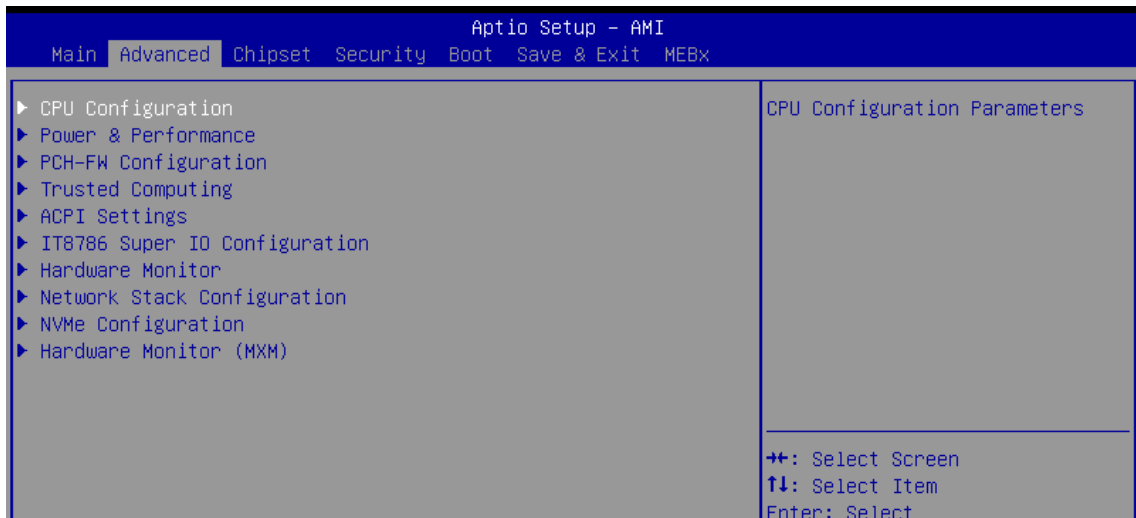 Aptio Setup – AMI
Main Advanced Chipset Security Boot Save & Exit MEBx
CPU Configuration
Power & Performance
PCH-FW Configuration
Trusted Computing
ACPI Settings
IT8786 Super IO Configuration
Hardware Monitor
Network Stack Configuration
NVMe Configuration
Hardware Monitor (MXM)
CPU Configuration Parameters
→←: Select Screen
↑↓: Select Item
Enter: Select